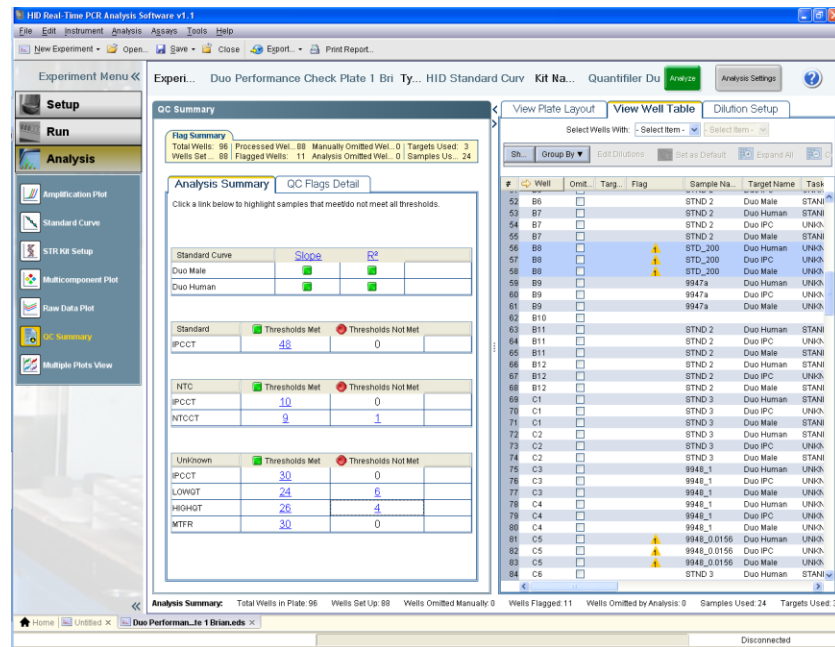 HID Real-Time PCR Analysis Software v1.1
File Edit Instrument Analysis Assays Tools Help
New Experiment Open... Save Close Export... Print Report...
Experiment Menu «
Experi... Duo Performance Check Plate 1 Bri Ty... HID Standard Curv Kit Na... Quantifiler Du Analyze Analysis Settings
Setup
Run
Analysis
Amplification Plot
Standard Curve
STR Kit Setup
Multicomponent Plot
Raw Data Plot
QC Summary
Multiple Plots View
QC Summary
Flag Summary
Total Wells: 96 Processed Wel... 88 Manually Omitted Wel... 0 Targets Used: 3
Wells Set ... 88 Flagged Wells: 11 Analysis Omitted Wel... 0 Samples Us... 24
Analysis Summary QC Flags Detail
Click a link below to highlight samples that meet/do not meet all thresholds.
Standard Curve Slope R²
Duo Male
Duo Human
Standard Thresholds Met Thresholds Not Met
IPCCT 48 0
NTC Thresholds Met Thresholds Not Met
IPCCT 10 0
NTCCT 9 1
Unknown Thresholds Met Thresholds Not Met
IPCCT 30 0
LOWQT 24 6
HIGHQT 26 4
MTFR 30 0
View Plate Layout View Well Table Dilution Setup
Select Wells With: - Select Item - - Select Item -
Sh... Group By ▼ Edit Dilutions Set as Default Expand All
# Well Omit... Targ... Flag Sample Na... Target Name Task
52 B6 STND 2 Duo Male STANI
53 B7 STND 2 Duo Human STANI
54 B7 STND 2 Duo IPC UNKN
55 B7 STND 2 Duo Male STANI
56 B8 STD_200 Duo Human UNKN
57 B8 STD_200 Duo IPC UNKN
58 B8 STD_200 Duo Male UNKN
59 B9 9947a Duo Human UNKN
60 B9 9947a Duo IPC UNKN
61 B9 9947a Duo Male UNKN
62 B10
63 B11 STND 2 Duo Human STANI
64 B11 STND 2 Duo IPC UNKN
65 B11 STND 2 Duo Male STANI
66 B12 STND 2 Duo Human STANI
67 B12 STND 2 Duo IPC UNKN
68 B12 STND 2 Duo Male STANI
69 C1 STND 3 Duo Human STANI
70 C1 STND 3 Duo IPC UNKN
71 C1 STND 3 Duo Male STANI
72 C2 STND 3 Duo Human STANI
73 C2 STND 3 Duo IPC UNKN
74 C2 STND 3 Duo Male STANI
75 C3 9948_1 Duo Human UNKN
76 C3 9948_1 Duo IPC UNKN
77 C3 9948_1 Duo Male UNKN
78 C4 9948_1 Duo Human UNKN
79 C4 9948_1 Duo IPC UNKN
80 C4 9948_1 Duo Male UNKN
81 C5 9948_0.0156 Duo Human UNKN
82 C5 9948_0.0156 Duo IPC UNKN
83 C5 9948_0.0156 Duo Male UNKN
84 C6 STND 3 Duo Human STANI
Analysis Summary: Total Wells in Plate: 96 Wells Set Up: 88 Wells Omitted Manually: 0 Wells Flagged: 11 Wells Omitted by Analysis: 0 Samples Used: 24 Targets Used: 3
Home Untitled × Duo Performan...te 1 Brian.eds ×
Disconnected